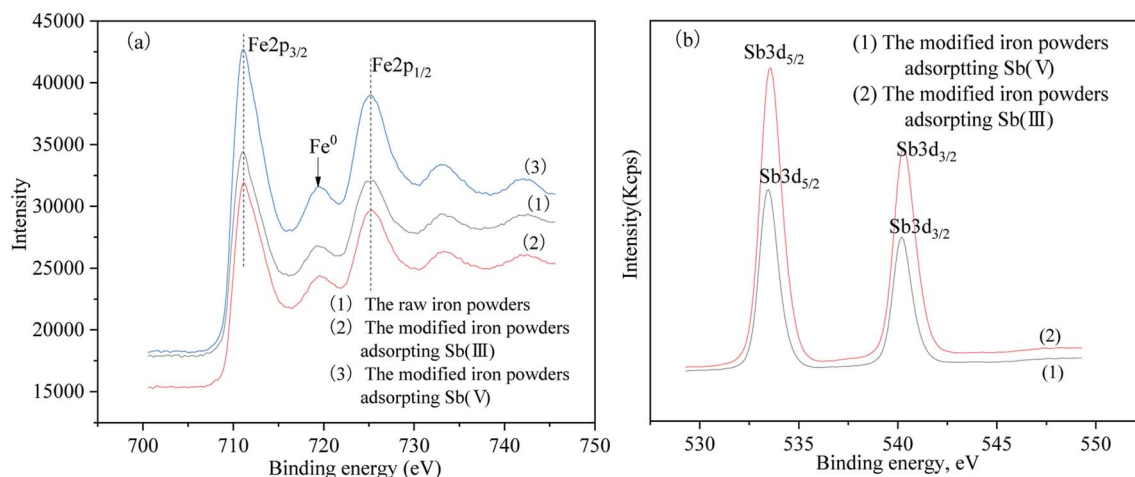 (a)
Fe2p3/2
Fe2p1/2
Fe0
(3)
(1)
(2)
(1) The raw iron powders
(2) The modified iron powders
adsorpting Sb(Ⅲ)
(3) The modified iron powders
adsorpting Sb(Ⅴ)
45000
40000
35000
30000
25000
20000
15000
Intensity
700
710
720
730
740
750
Binding energy (eV)
(b)
(1) The modified iron powders
adsorptting Sb(Ⅴ)
(2) The modified iron powders
adsorpting Sb(Ⅲ)
Sb3d5/2
Sb3d3/2
Sb3d5/2
Sb3d3/2
(2)
(1)
Intensity(Kcps)
530
535
540
545
550
Binding energy, eV